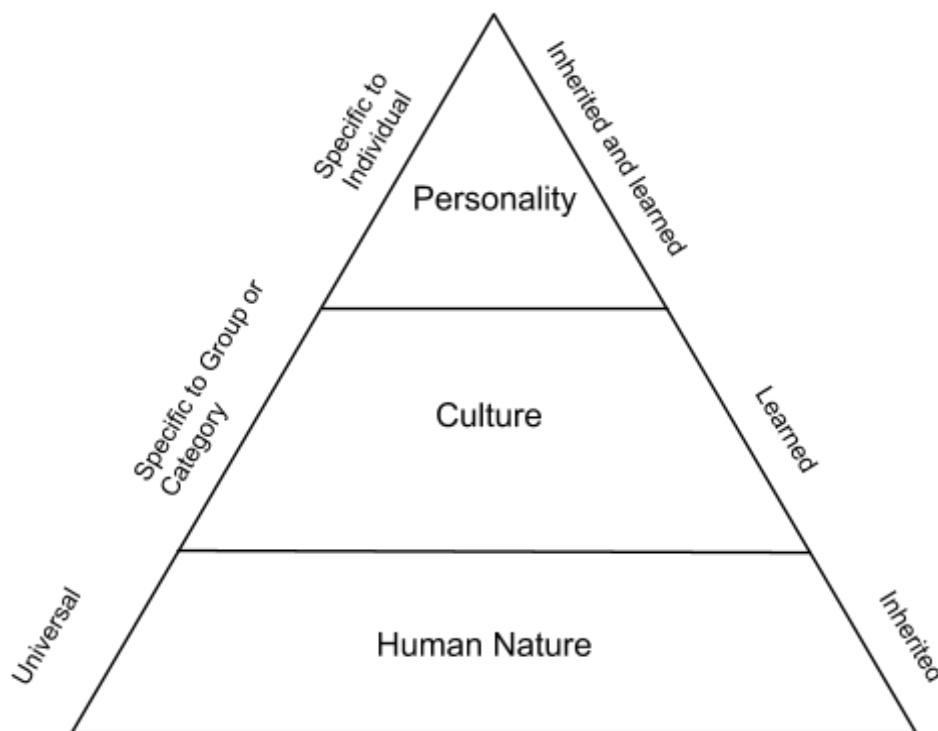 Specific to
Individual
Inherited and learned
Personality
Specific to Group or
Category
Culture
Learned
Universal
Human Nature
Inherited